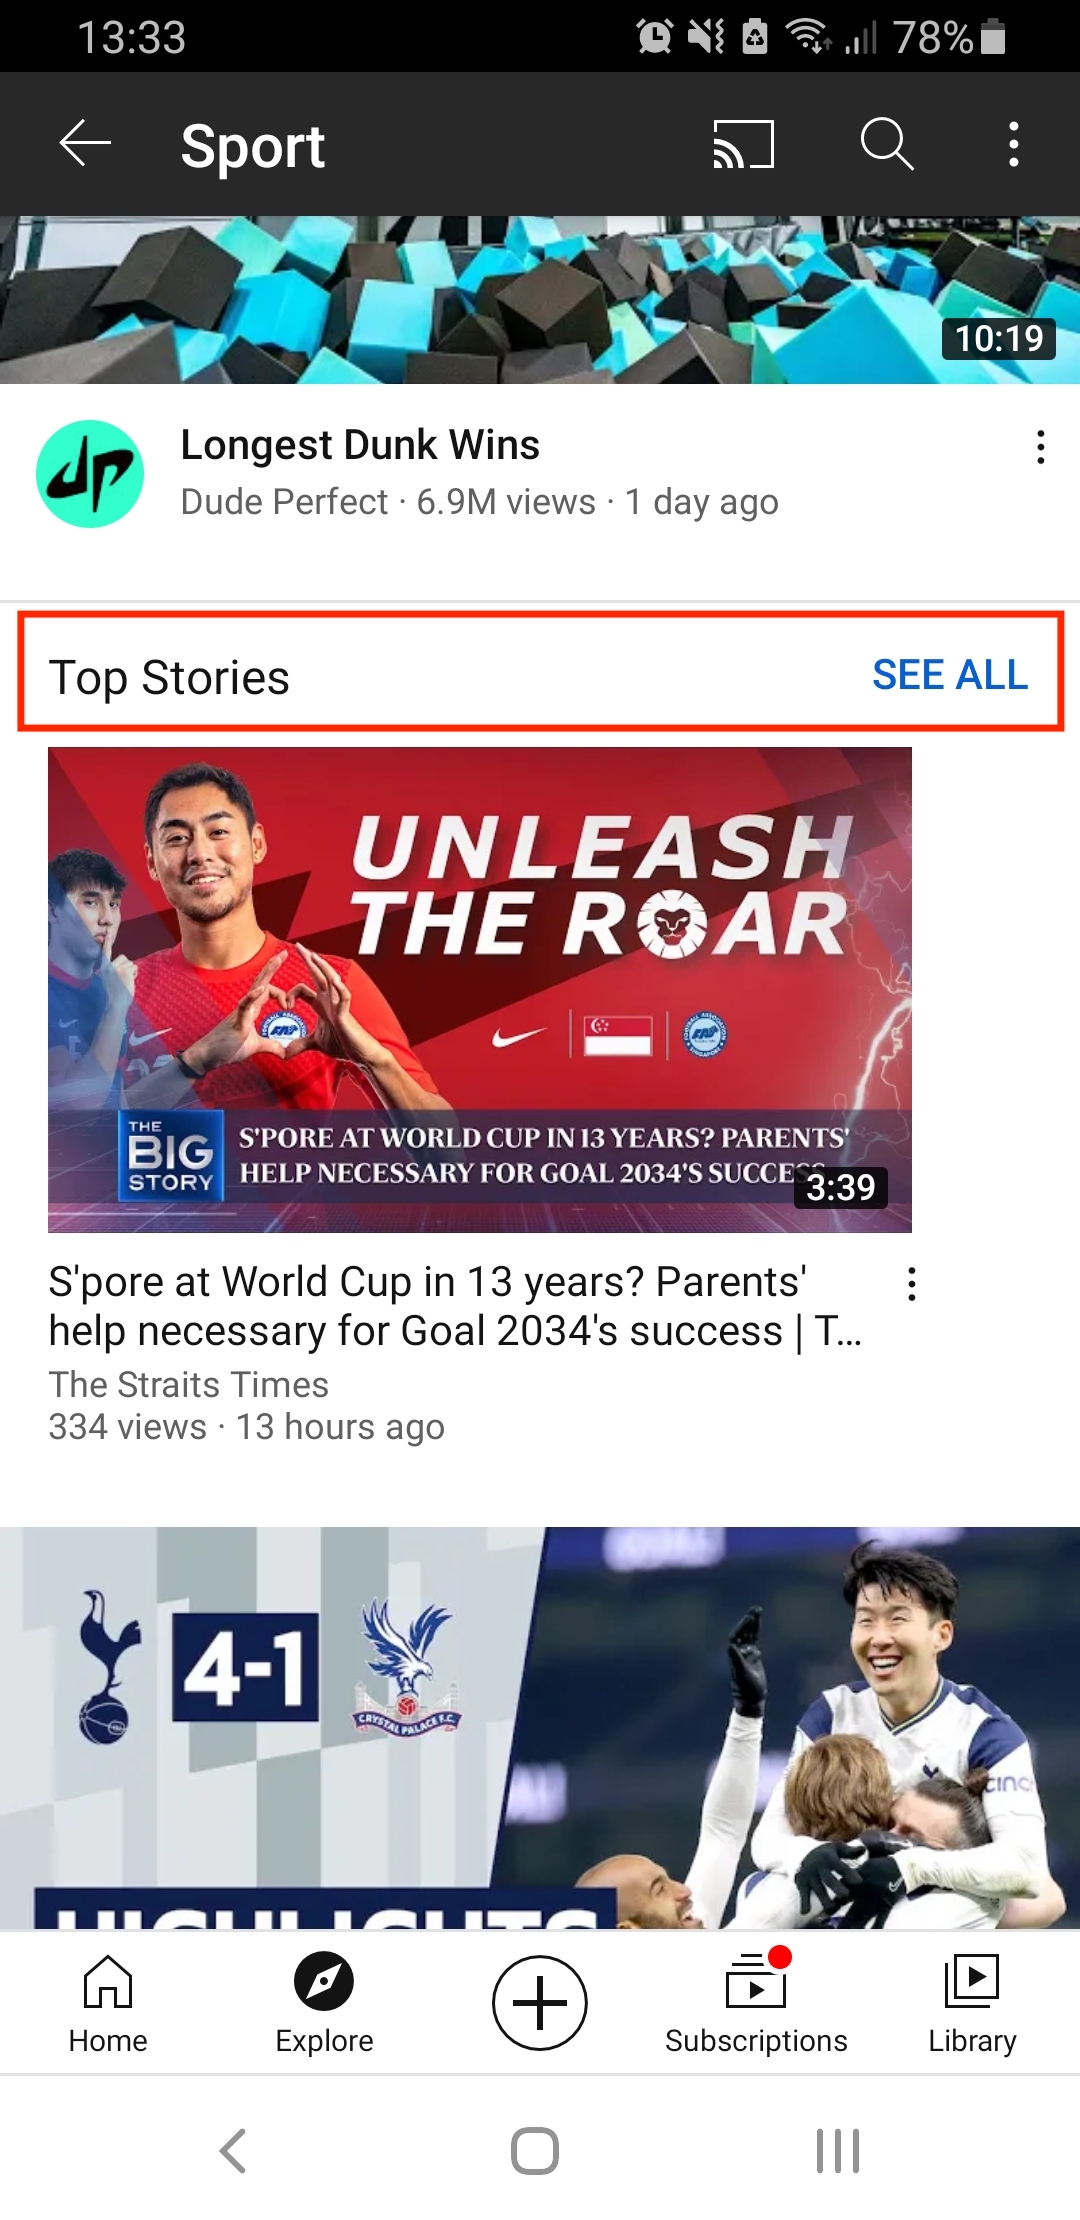 13:33
78%
Sport
10:19
Longest Dunk Wins
Dude Perfect · 6.9M views · 1 day ago
Top Stories
SEE ALL
UNLEASH
THE ROAR
THE
BIG
STORY
S'PORE AT WORLD CUP IN 13 YEARS? PARENTS'
HELP NECESSARY FOR GOAL 2034'S
3:39
S'pore at World Cup in 13 years? Parents'
help necessary for Goal 2034's success | T...
The Straits Times
334 views · 13 hours ago
4-1
CRYSTAL PALACE F.C.
HIGHLIGHTS
Home
Explore
Subscriptions
Library